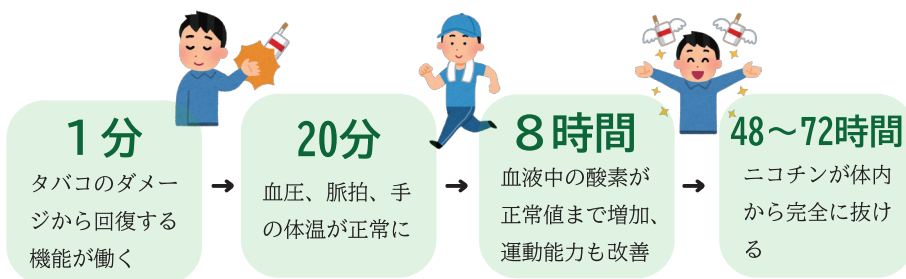 1分
タバコのダメー
ジから回復する
機能が働く
20分
血圧、脈拍、手
の体温が正常に
8時間
血液中の酸素が
正常値まで増加、
運動能力も改善
48～72時間
ニコチンが体内
から完全に抜け
る